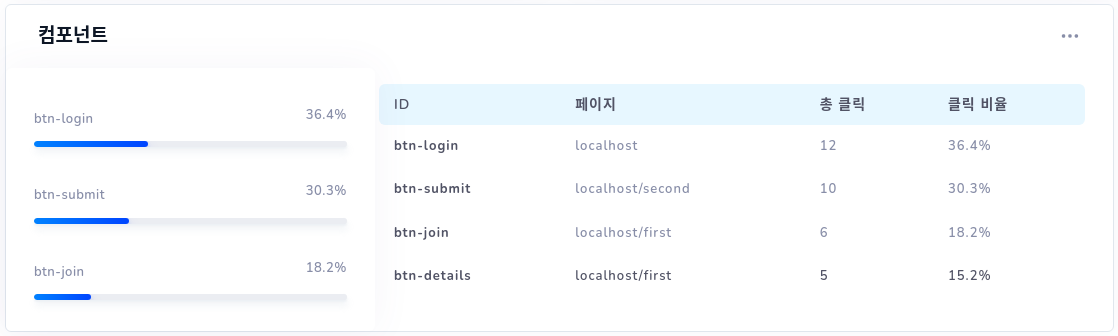 컴포넌트
btn-login 36.4%
btn-submit 30.3%
btn-join 18.2%
ID 페이지 총 클릭 클릭 비율
btn-login localhost 12 36.4%
btn-submit localhost/second 10 30.3%
btn-join localhost/first 6 18.2%
btn-details localhost/first 5 15.2%